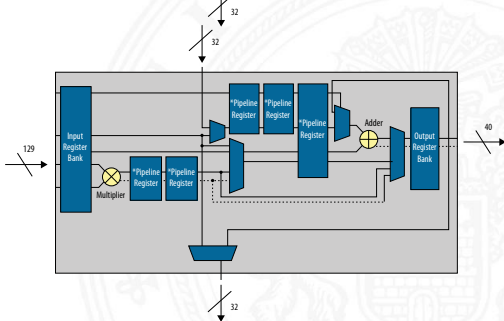 32
32
*Pipeline
Register
*Pipeline
Register
*Pipeline
Register
Adder
Input
Register
Bank
Output
Register
Bank
129
40
*Pipeline
Register
*Pipeline
Register
Multiplier
32